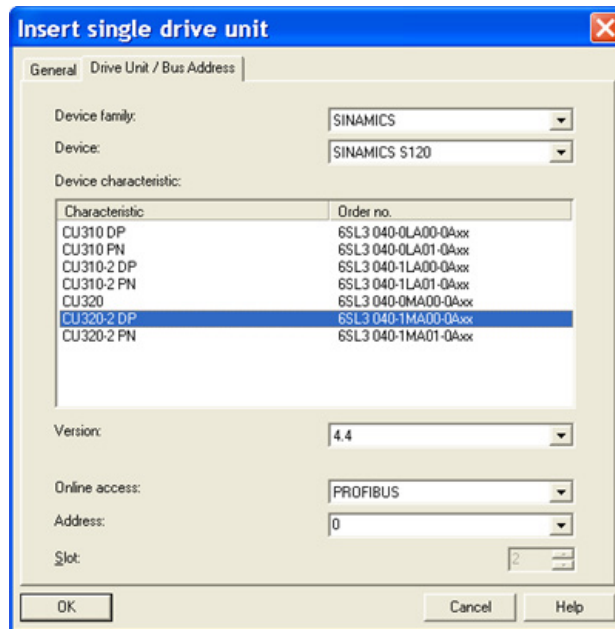 Insert single drive unit
General Drive Unit / Bus Address
Device family: SINAMICS
Device: SINAMICS S120
Device characteristic:
Characteristic Order no.
CU310 DP 6SL3 040-0LA00-0Axx
CU310 PN 6SL3 040-0LA01-0Axx
CU310-2 DP 6SL3 040-1LA00-0Axx
CU310-2 PN 6SL3 040-1LA01-0Axx
CU320 6SL3 040-0MA00-0Axx
CU320-2 DP 6SL3 040-1MA00-0Axx
CU320-2 PN 6SL3 040-1MA01-0Axx
Version: 4.4
Online access: PROFIBUS
Address: 0
Slot: 2
OK Cancel Help